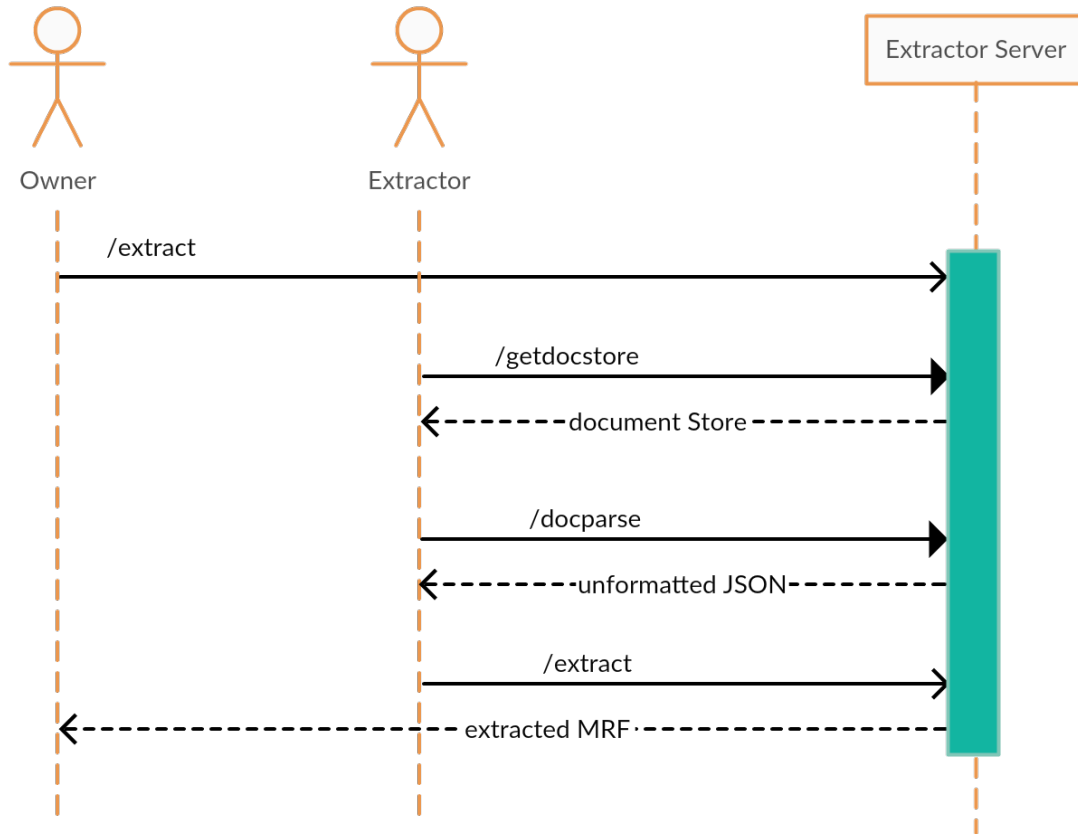 Extractor Server
Owner
Extractor
/extract
/getdocstore
document Store
/docparse
unformatted JSON
/extract
extracted MRF